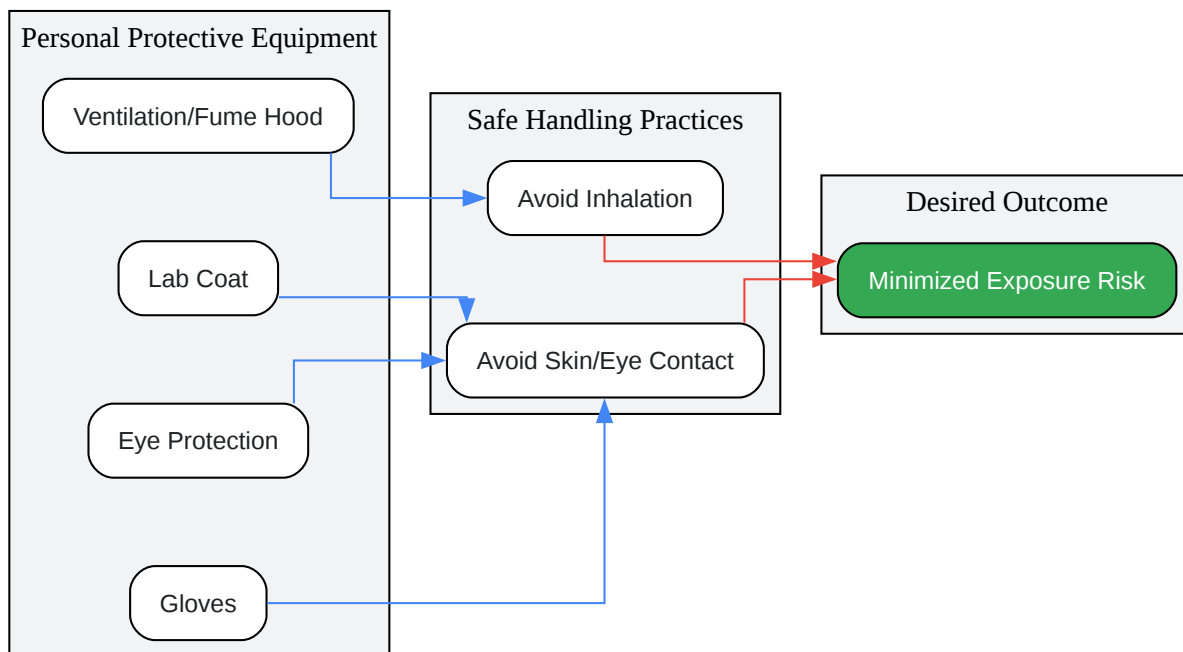 Personal Protective Equipment
Ventilation/Fume Hood
Lab Coat
Eye Protection
Gloves
Safe Handling Practices
Avoid Inhalation
Avoid Skin/Eye Contact
Desired Outcome
Minimized Exposure Risk